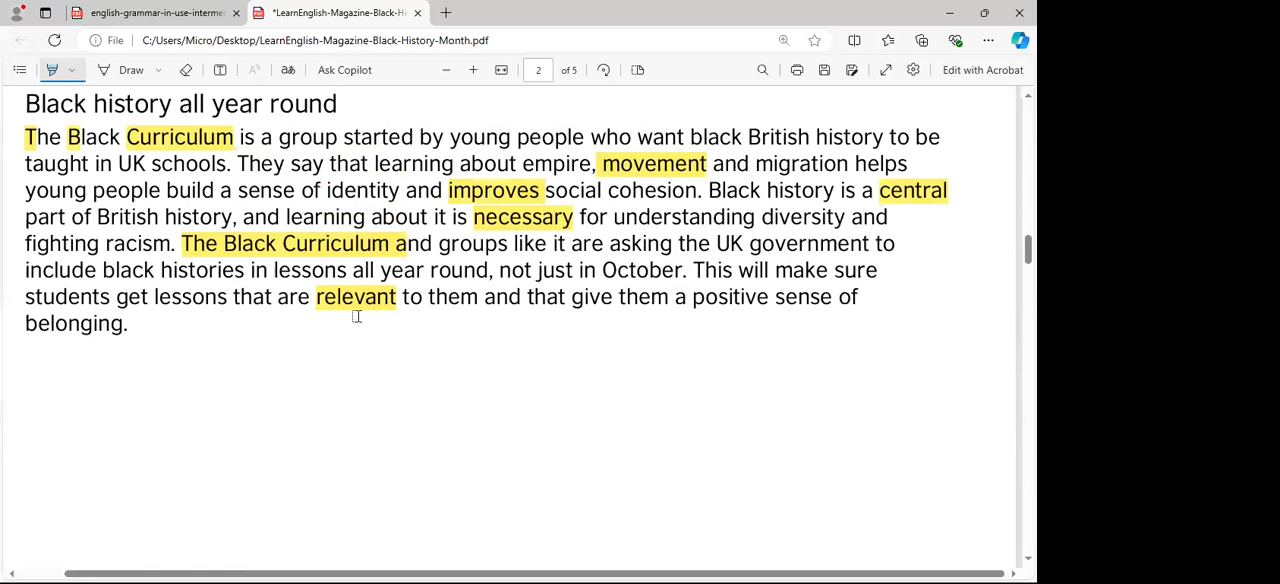 english-grammar-in-use-interme
*LearnEnglish-Magazine-Black-Hi
File
C:/Users/Micro/Desktop/LearnEnglish-Magazine-Black-History-Month.pdf
Draw
Ask Copilot
2 of 5
Edit with Acrobat
Black history all year round
The Black Curriculum is a group started by young people who want black British history to be
taught in UK schools. They say that learning about empire, movement and migration helps
young people build a sense of identity and improves social cohesion. Black history is a central
part of British history, and learning about it is necessary for understanding diversity and
fighting racism. The Black Curriculum and groups like it are asking the UK government to
include black histories in lessons all year round, not just in October. This will make sure
students get lessons that are relevant to them and that give them a positive sense of
belonging.